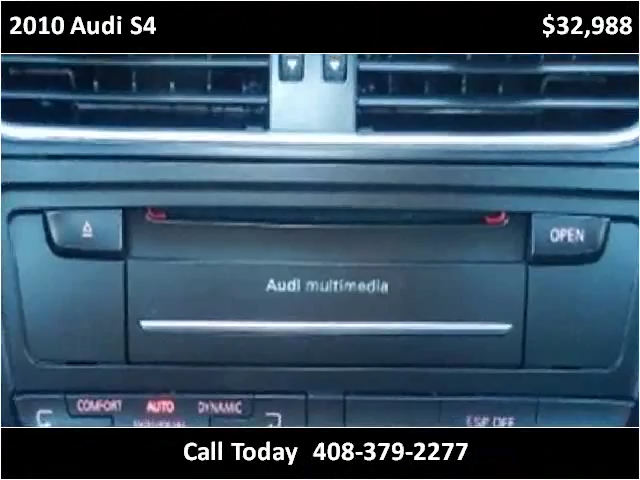 2010 Audi S4 $32,988
OPEN
Audi multimedia
COMFORT AUTO DYNAMIC
ESP OFF
Call Today 408-379-2277